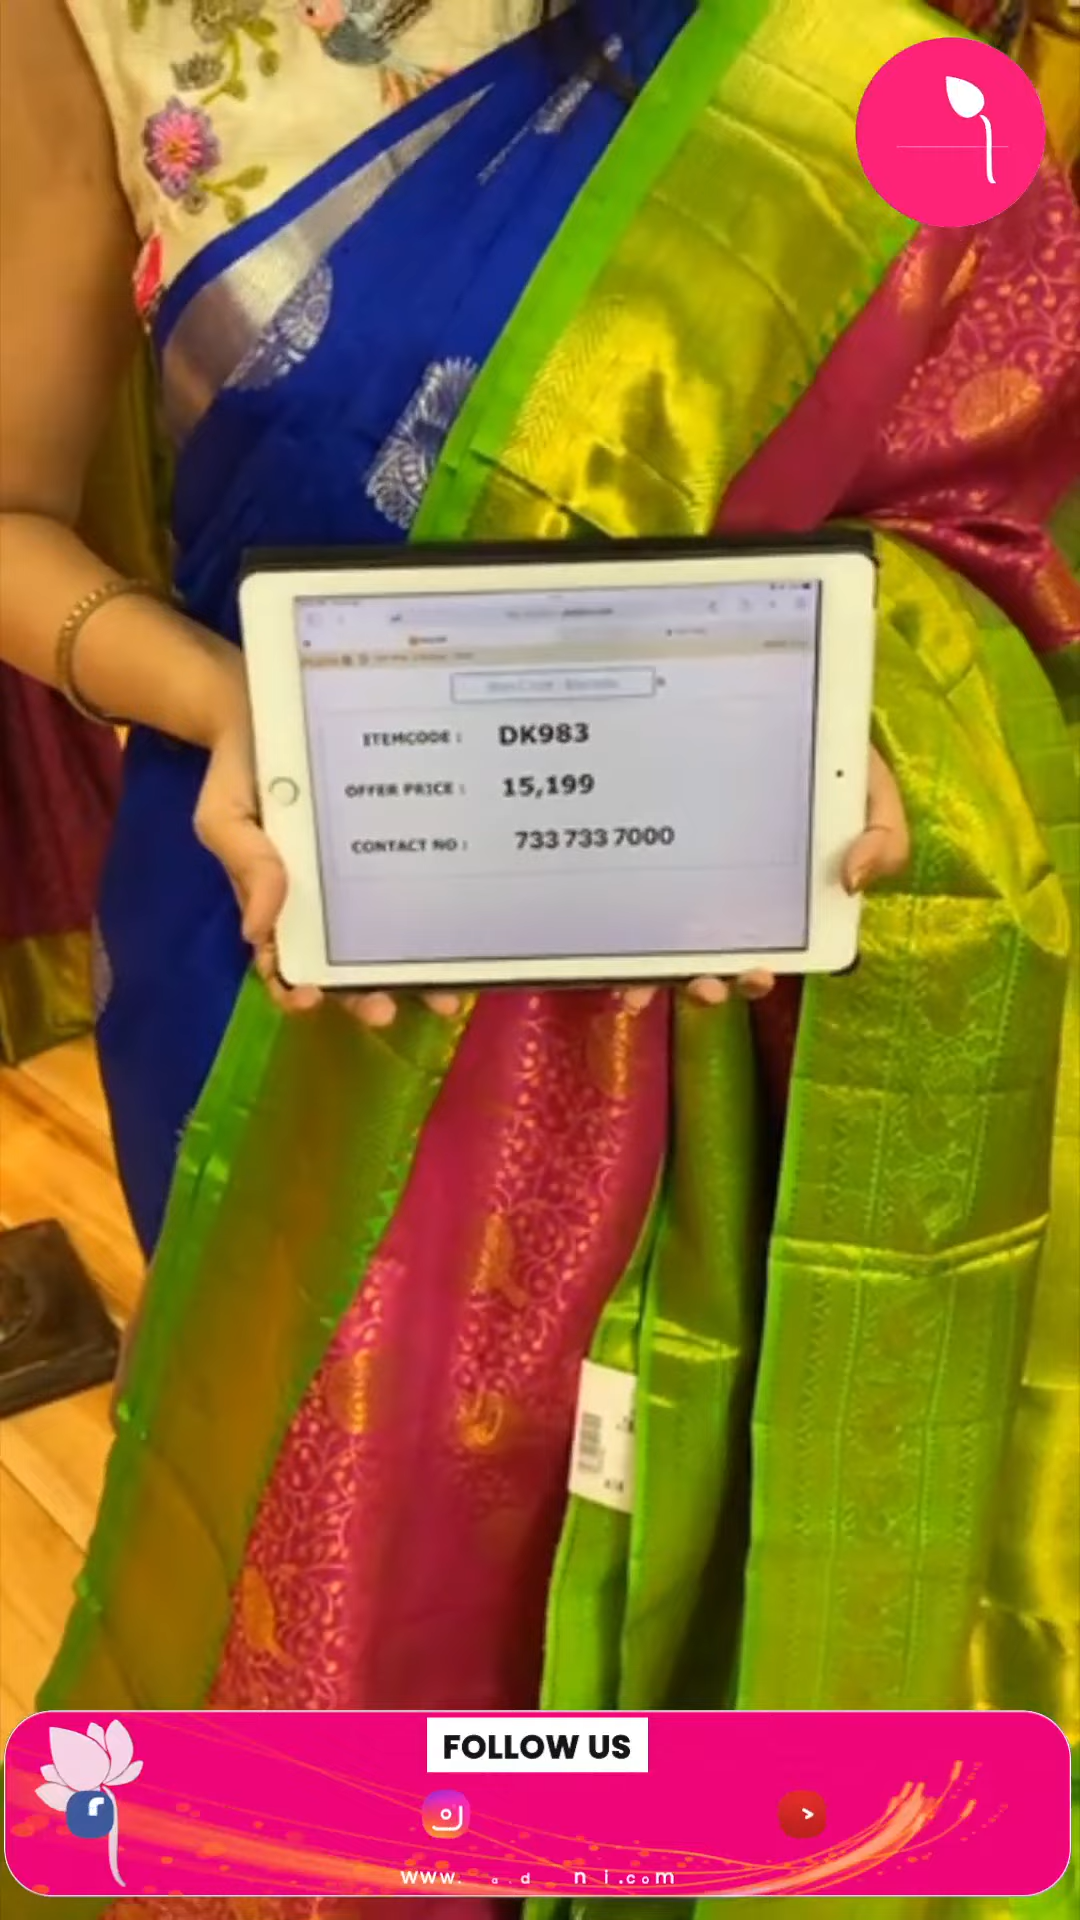 ITEMCODE : DK983
OFFER PRICE : 15,199
CONTACT NO : 733 733 7000
FOLLOW US